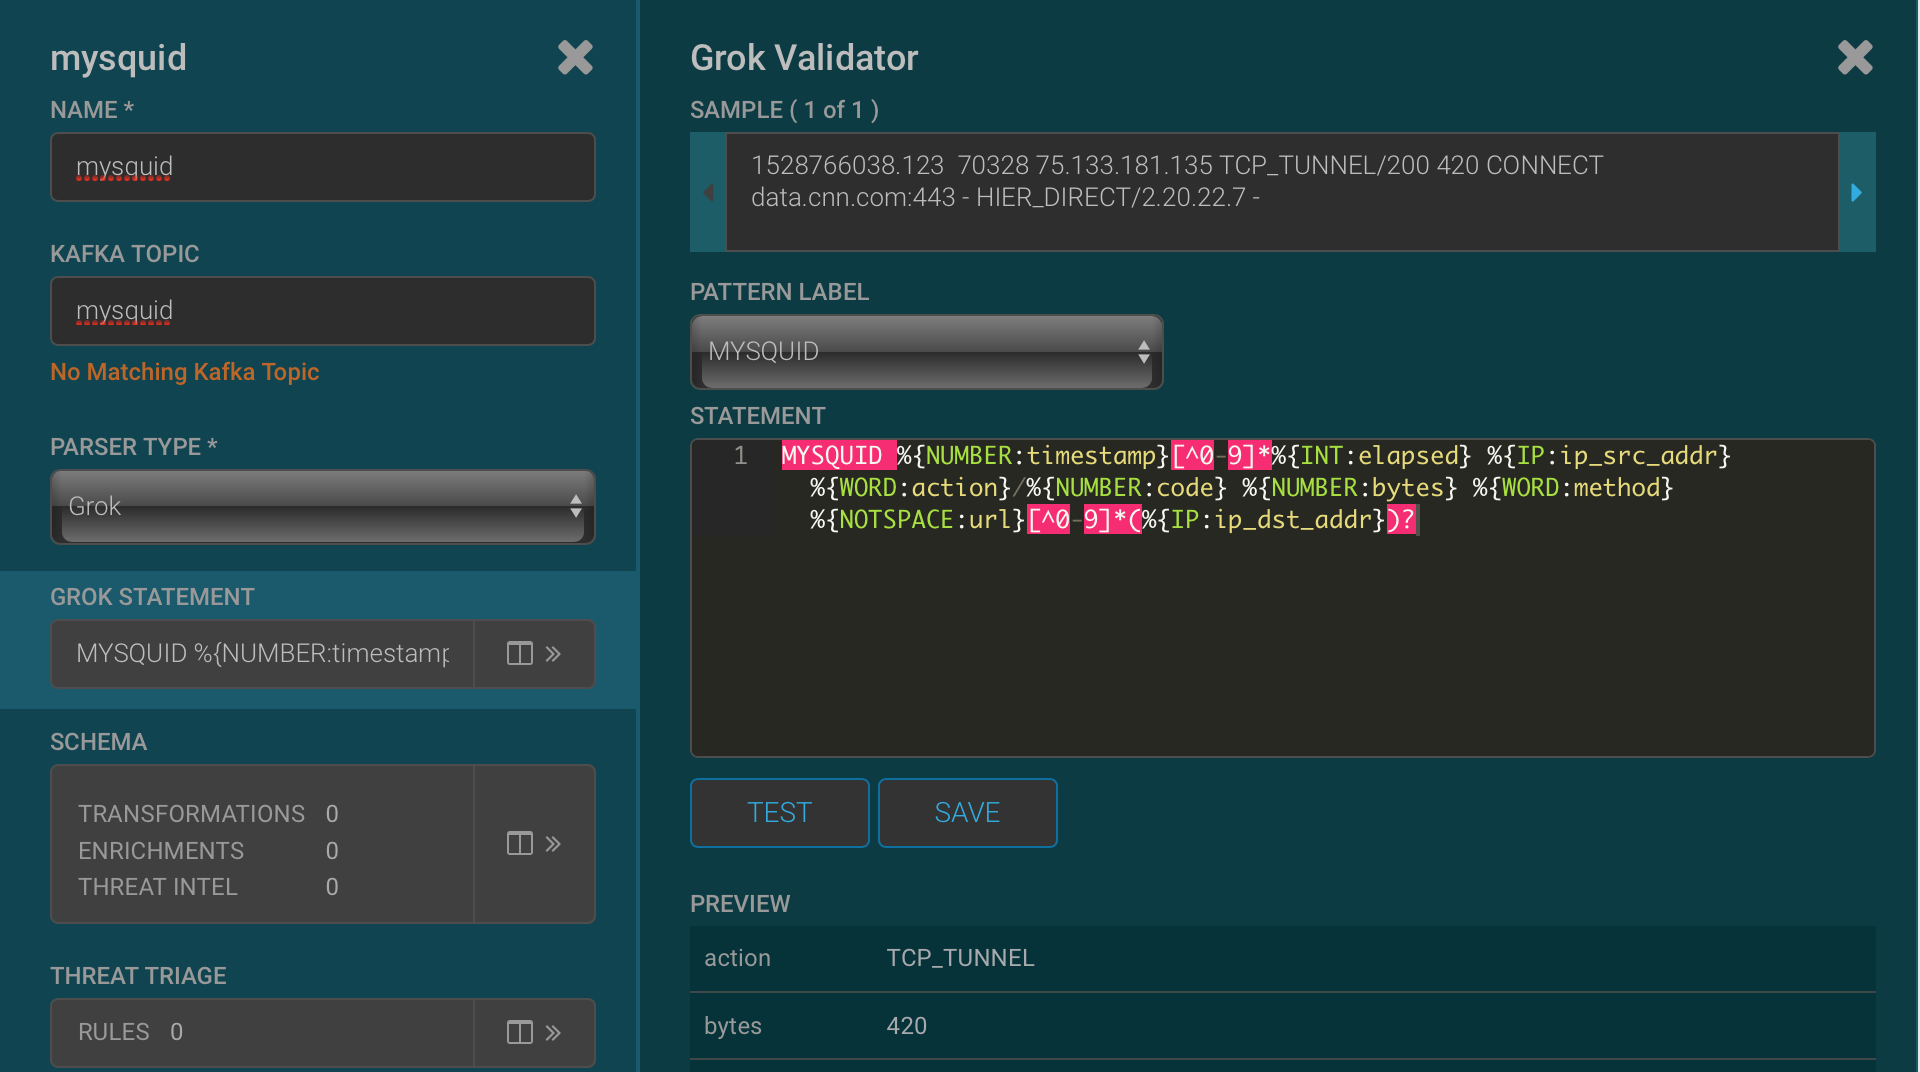 mysquid
NAME *
mysquid
KAFKA TOPIC
mysquid
No Matching Kafka Topic
PARSER TYPE *
Grok
GROK STATEMENT
MYSQUID %{NUMBER:timestamp
SCHEMA
TRANSFORMATIONS 0
ENRICHMENTS 0
THREAT INTEL 0
THREAT TRIAGE
RULES 0
Grok Validator
SAMPLE ( 1 of 1 )
1528766038.123  70328 75.133.181.135 TCP_TUNNEL/200 420 CONNECT
data.cnn.com:443 - HIER_DIRECT/2.20.22.7 -
PATTERN LABEL
MYSQUID
STATEMENT
1 MYSQUID %{NUMBER:timestamp}[^0-9]*%{INT:elapsed} %{IP:ip_src_addr}
%{WORD:action}/%{NUMBER:code} %{NUMBER:bytes} %{WORD:method}
%{NOTSPACE:url}[^0-9]*(%{IP:ip_dst_addr})?
TEST SAVE
PREVIEW
action TCP_TUNNEL
bytes 420